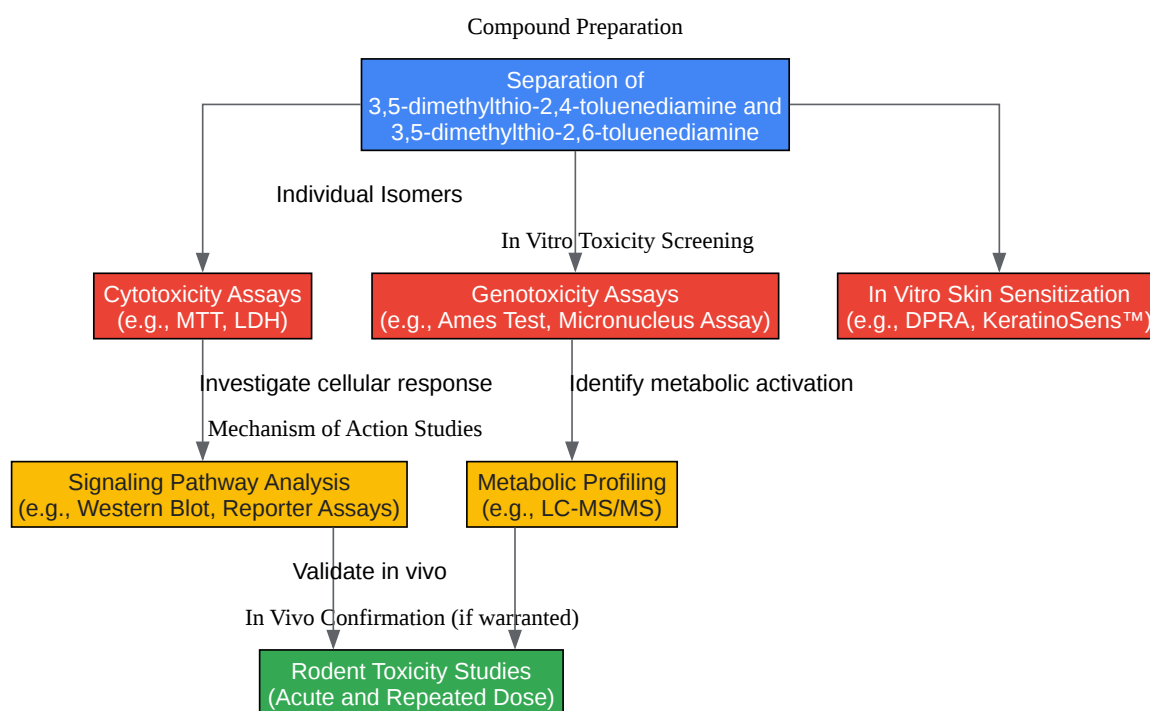 Compound Preparation
Separation of
3,5-dimethylthio-2,4-toluenediamine and
3,5-dimethylthio-2,6-toluenediamine
Individual Isomers
In Vitro Toxicity Screening
Cytotoxicity Assays
(e.g., MTT, LDH)
Genotoxicity Assays
(e.g., Ames Test, Micronucleus Assay)
In Vitro Skin Sensitization
(e.g., DPRA, KeratinoSens™)
Investigate cellular response
Identify metabolic activation
Mechanism of Action Studies
Signaling Pathway Analysis
(e.g., Western Blot, Reporter Assays)
Metabolic Profiling
(e.g., LC-MS/MS)
Validate in vivo
In Vivo Confirmation (if warranted)
Rodent Toxicity Studies
(Acute and Repeated Dose)